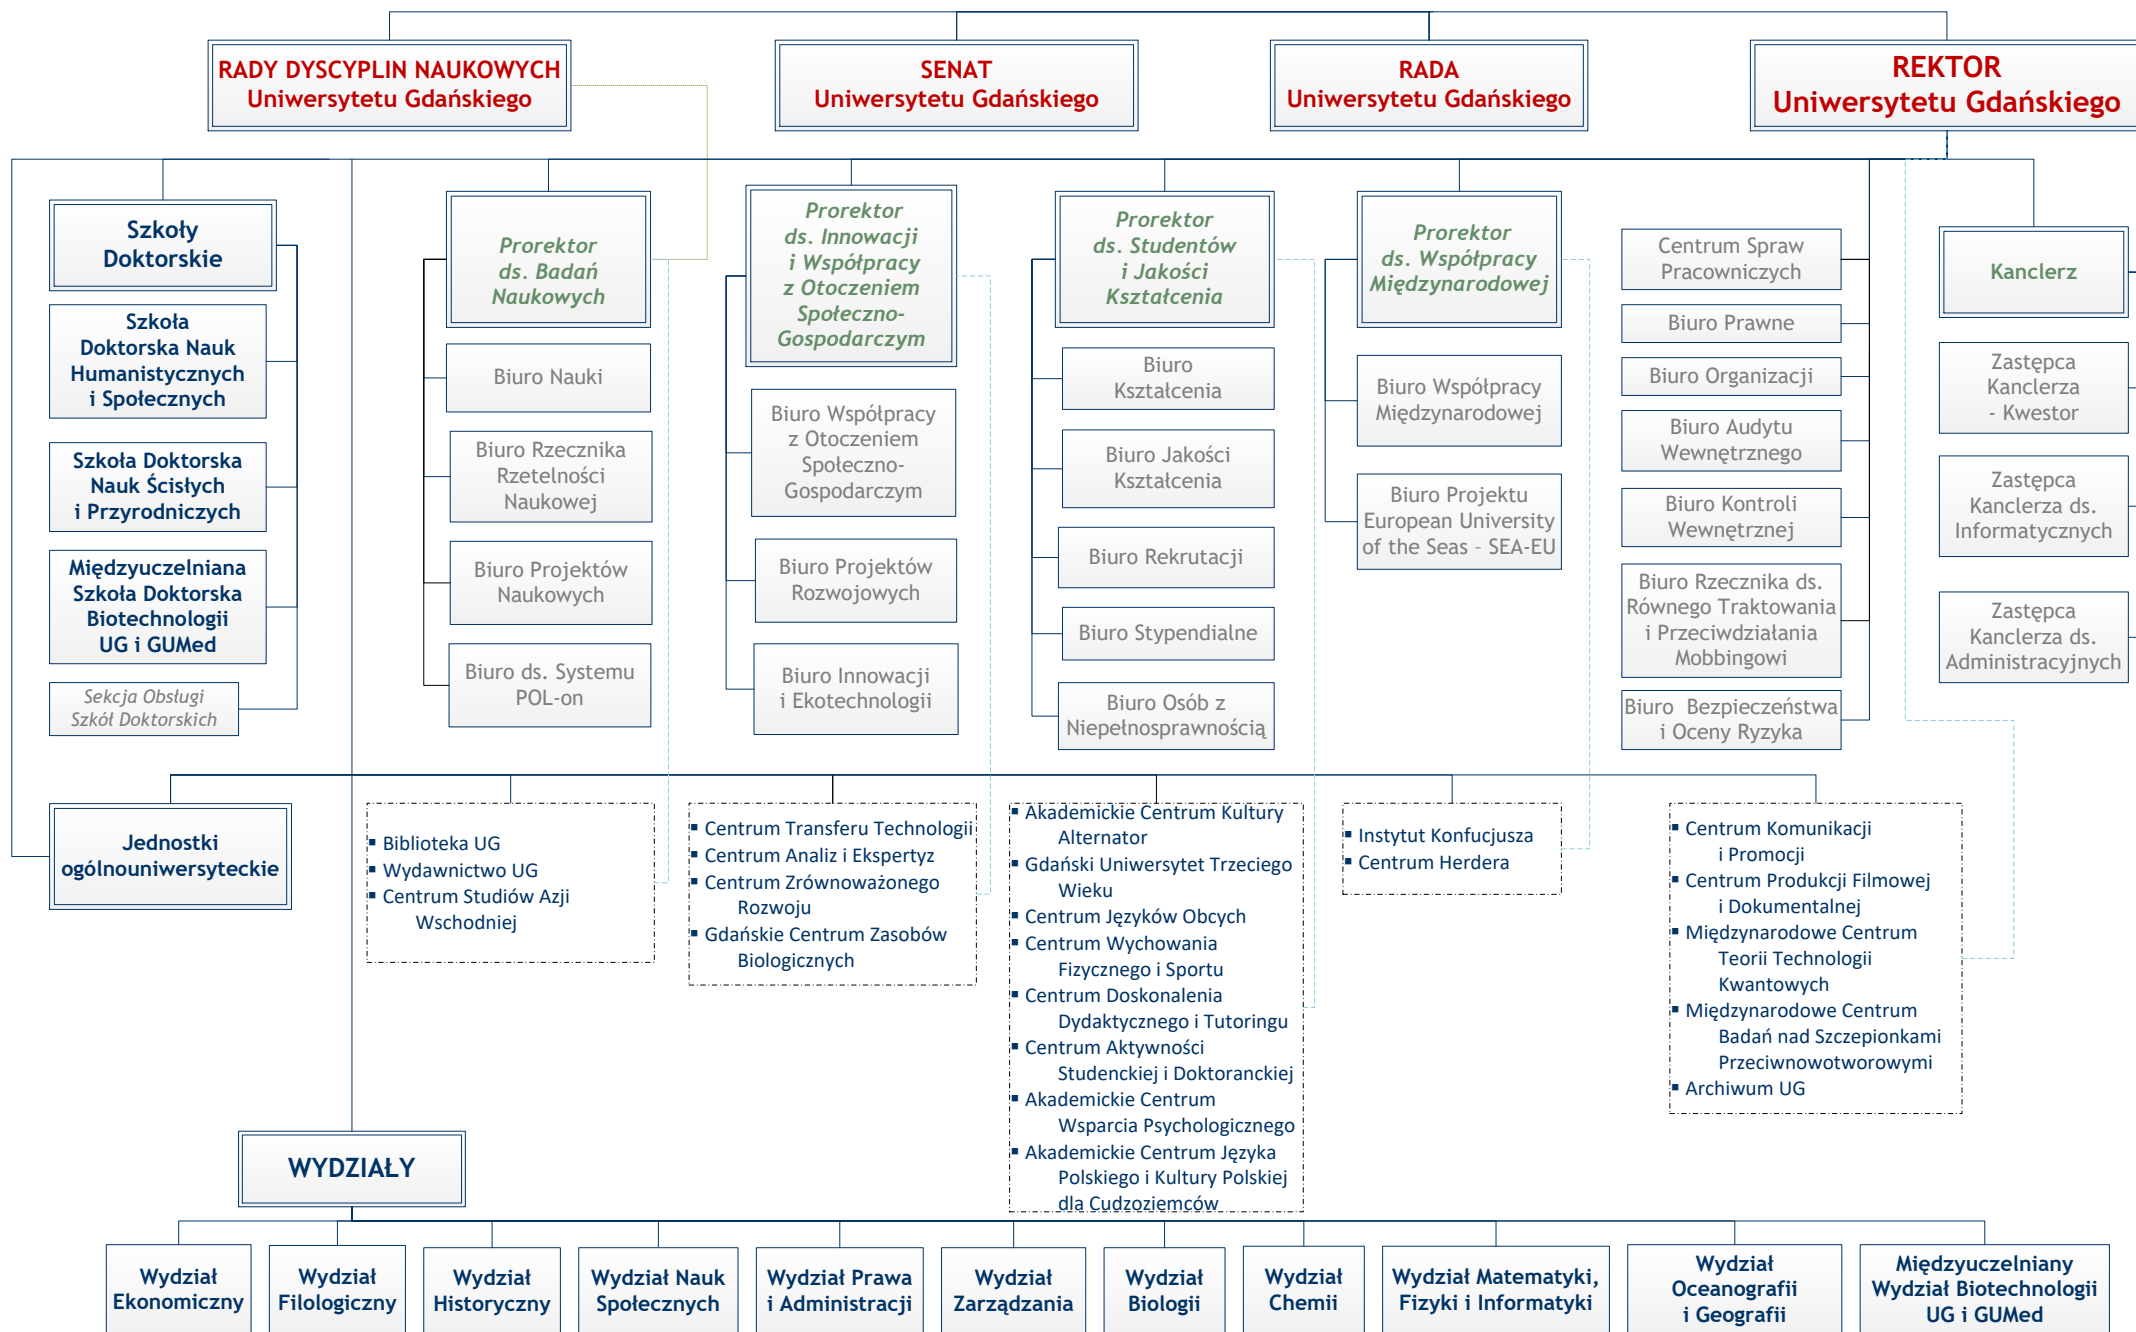 RADY DYSCYPLIN NAUKOWYCH
Uniwersytetu Gdańskiego
SENAT
Uniwersytetu Gdańskiego
RADA
Uniwersytetu Gdańskiego
REKTOR
Uniwersytetu Gdańskiego
Szkoły
Doktorskie
Szkoła
Doktorska Nauk
Humanistycznych
i Społecznych
Szkoła Doktorska
Nauk Ścisłych
i Przyrodniczych
Międzyuczelniana
Szkoła Doktorska
Biotechnologii
UG i GUMed
Sekcja Obsługi
Szkół Doktorskich
Prorektor
ds. Badań
Naukowych
Biuro Nauki
Biuro Rzecznika
Rzetelności
Naukowej
Biuro Projektów
Naukowych
Biuro ds. Systemu
POL-on
Prorektor
ds. Innowacji
i Współpracy
z Otoczeniem
Społeczno-
Gospodarczym
Biuro Współpracy
z Otoczeniem
Społeczno-
Gospodarczym
Biuro Projektów
Rozwojowych
Biuro Innowacji
i Ekotechnologii
Prorektor
ds. Studentów
i Jakości
Kształcenia
Biuro
Kształcenia
Biuro Jakości
Kształcenia
Biuro Rekrutacji
Biuro Stypendialne
Biuro Osób z
Niepełnosprawnością
Prorektor
ds. Współpracy
Międzynarodowej
Biuro Współpracy
Międzynarodowej
Biuro Projektu
European University
of the Seas – SEA-EU
Centrum Spraw
Pracowniczych
Biuro Prawne
Biuro Organizacji
Biuro Audytu
Wewnętrznego
Biuro Kontroli
Wewnętrznej
Biuro Rzecznika ds.
Równego Traktowania
i Przeciwdziałania
Mobbingowi
Biuro Bezpieczeństwa
i Oceny Ryzyka
Kanclerz
Zastępca
Kanclerza
- Kwestor
Zastępca
Kanclerza ds.
Informatycznych
Zastępca
Kanclerza ds.
Administracyjnych
Jednostki
ogólnouniwersyteckie
▪ Biblioteka UG
▪ Wydawnictwo UG
▪ Centrum Studiów Azji
Wschodniej
▪ Centrum Transferu Technologii
▪ Centrum Analiz i Ekspertyz
▪ Centrum Zrównoważonego
Rozwoju
▪ Gdańskie Centrum Zasobów
Biologicznych
▪ Akademickie Centrum Kultury
Alternator
▪ Gdański Uniwersytet Trzeciego
Wieku
▪ Centrum Języków Obcych
▪ Centrum Wychowania
Fizycznego i Sportu
▪ Centrum Doskonalenia
Dydaktycznego i Tutoringu
▪ Centrum Aktywności
Studenckiej i Doktoranckiej
▪ Akademickie Centrum
Wsparcia Psychologicznego
▪ Akademickie Centrum Języka
Polskiego i Kultury Polskiej
dla Cudzoziemców
▪ Instytut Konfucjusza
▪ Centrum Herdera
▪ Centrum Komunikacji
i Promocji
▪ Centrum Produkcji Filmowej
i Dokumentalnej
▪ Międzynarodowe Centrum
Teorii Technologii
Kwantowych
▪ Międzynarodowe Centrum
Badań nad Szczepionkami
Przeciwnowotworowymi
▪ Archiwum UG
WYDZIAŁY
Wydział
Ekonomiczny
Wydział
Filologiczny
Wydział
Historyczny
Wydział Nauk
Społecznych
Wydział Prawa
i Administracji
Wydział
Zarządzania
Wydział
Biologii
Wydział
Chemii
Wydział Matematyki,
Fizyki i Informatyki
Wydział
Oceanografii
i Geografii
Międzyuczelniany
Wydział Biotechnologii
UG i GUMed